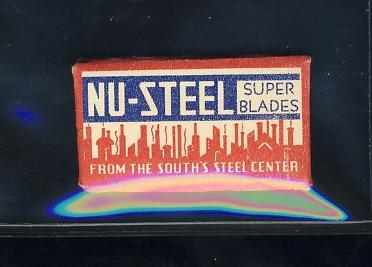 NU-STEEL SUPER
BLADES
FROM THE SOUTH'S STEEL CENTER